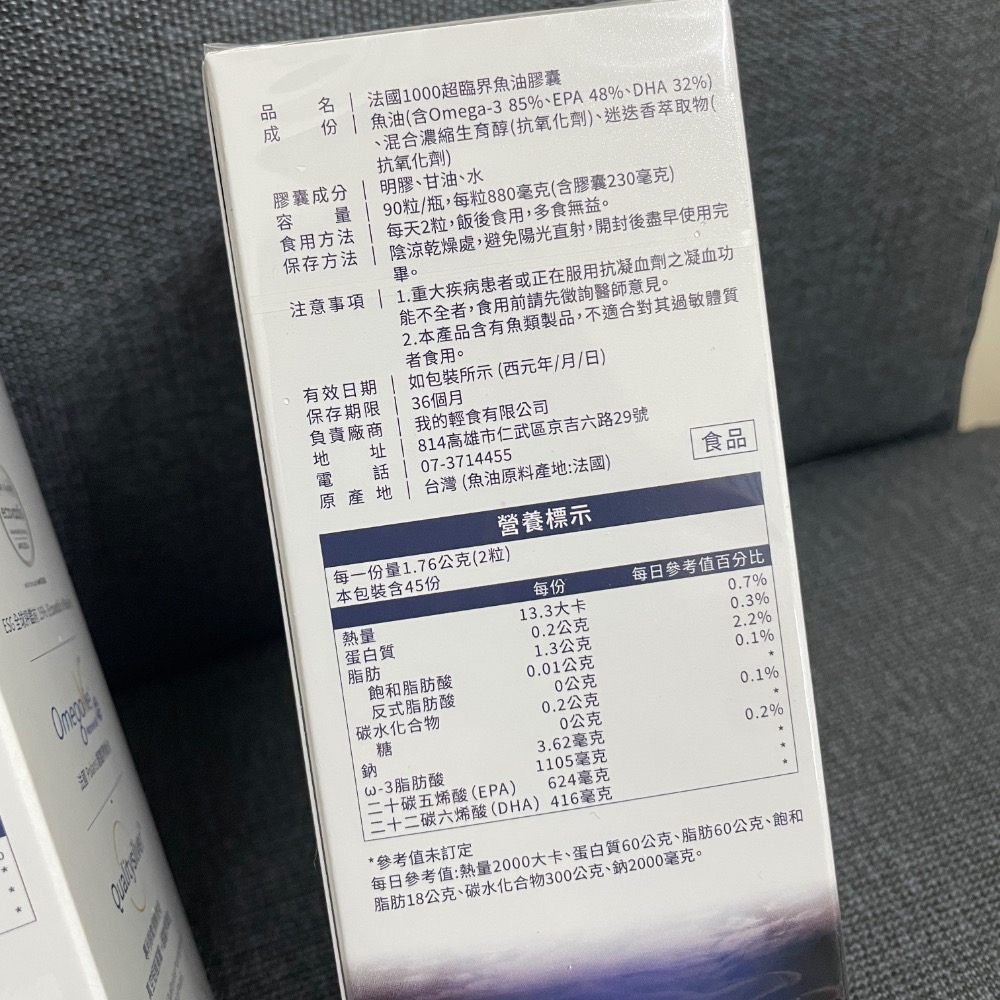 品名 | 法國1000超臨界魚油膠囊
成份 | 魚油(含Omega-3 85%、EPA 48%、DHA 32%)
、混合濃縮生育醇(抗氧化劑)、迷迭香萃取物(
抗氧化劑)
膠囊成分 | 明膠、甘油、水
容量 | 90粒/瓶,每粒880毫克(含膠囊230毫克)
食用方法 | 每天2粒,飯後食用,多食無益。
保存方法 | 陰涼乾燥處,避免陽光直射,開封後盡早使用完
畢。
注意事項 | 1.重大疾病患者或正在服用抗凝血劑之凝血功
能不全者,食用前請先徵詢醫師意見。
2.本產品含有魚類製品,不適合對其過敏體質
者食用。
有效日期 | 如包裝所示 (西元年/月/日)
保存期限 | 36個月
負責廠商 | 我的輕食有限公司
地址 | 814高雄市仁武區京吉六路29號
電話 | 07-3714455
原產地 | 台灣 (魚油原料產地:法國)
食品
營養標示
每一份量1.76公克(2粒)
本包裝含45份
每份 每日參考值百分比
熱量 13.3大卡 0.7%
蛋白質 0.2公克 0.3%
脂肪 1.3公克 2.2%
飽和脂肪酸 0.01公克 0.1%
反式脂肪酸 0公克 *
碳水化合物 0.2公克 0.1%
糖 0公克 *
鈉 3.62毫克 0.2%
ω-3脂肪酸 1105毫克 *
二十碳五烯酸 (EPA) 624毫克 *
二十二碳六烯酸 (DHA) 416毫克 *
*參考值未訂定
每日參考值:熱量2000大卡、蛋白質60公克、脂肪60公克、飽和
脂肪18公克、碳水化合物300公克、鈉2000毫克。
Qualitysilver